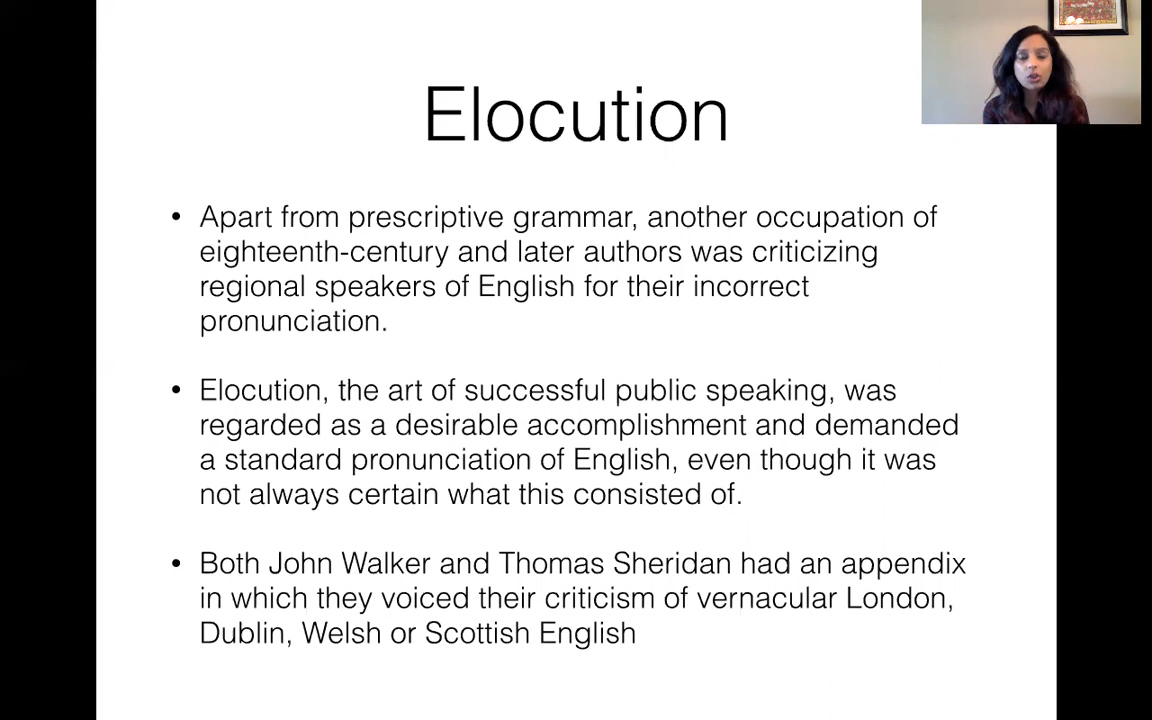 Elocution
• Apart from prescriptive grammar, another occupation of
eighteenth-century and later authors was criticizing
regional speakers of English for their incorrect
pronunciation.
• Elocution, the art of successful public speaking, was
regarded as a desirable accomplishment and demanded
a standard pronunciation of English, even though it was
not always certain what this consisted of.
• Both John Walker and Thomas Sheridan had an appendix
in which they voiced their criticism of vernacular London,
Dublin, Welsh or Scottish English